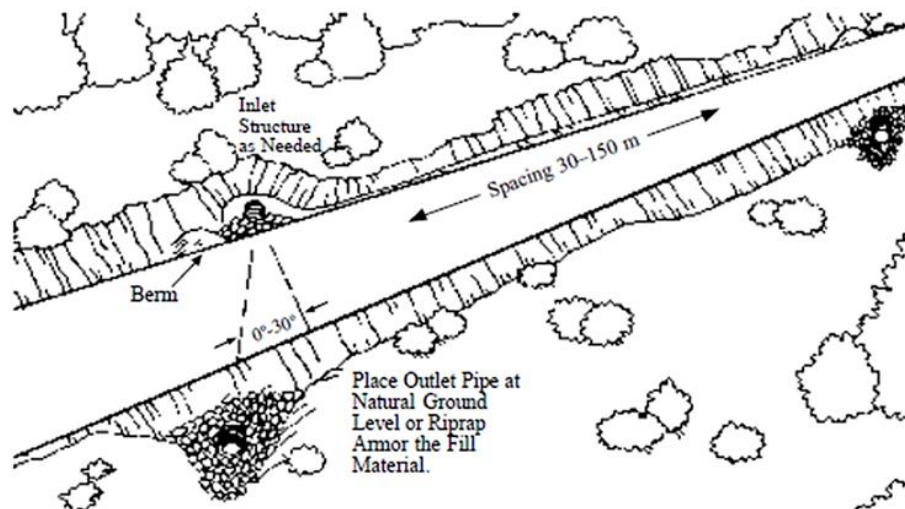 Inlet
Structure
as Needed
Spacing 30–150 m
Berm
0°-30°
Place Outlet Pipe at
Natural Ground
Level or Riprap
Armor the Fill
Material.